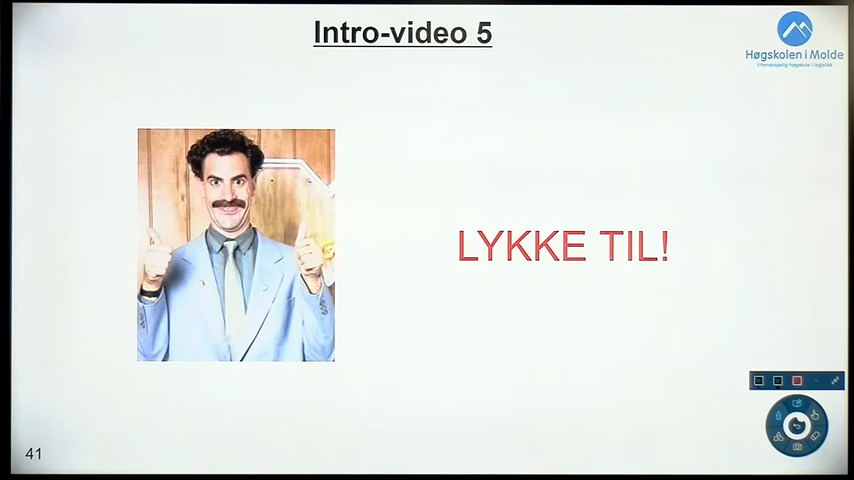 Intro-video 5
Høgskolen i Molde
Vitenskapelig høgskole i logistikk
LYKKE TIL!
41